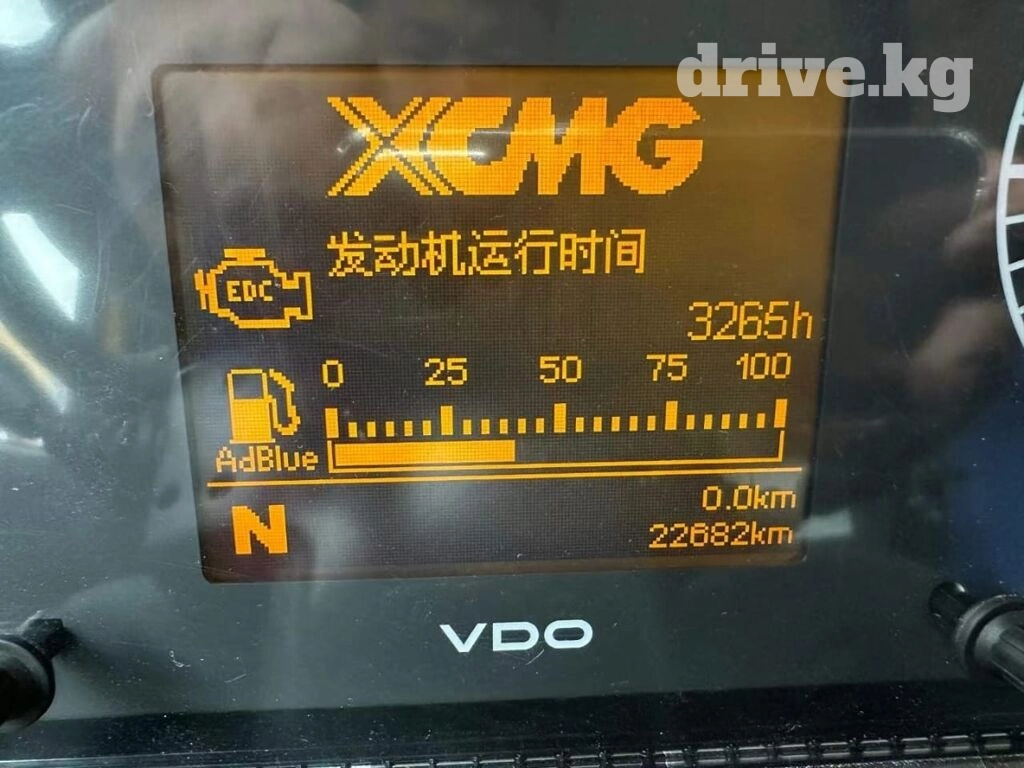 drive.kg
XCMG
发动机运行时间
EDC
3265h
0 25 50 75 100
AdBlue
0.0km
N
22682km
VDO